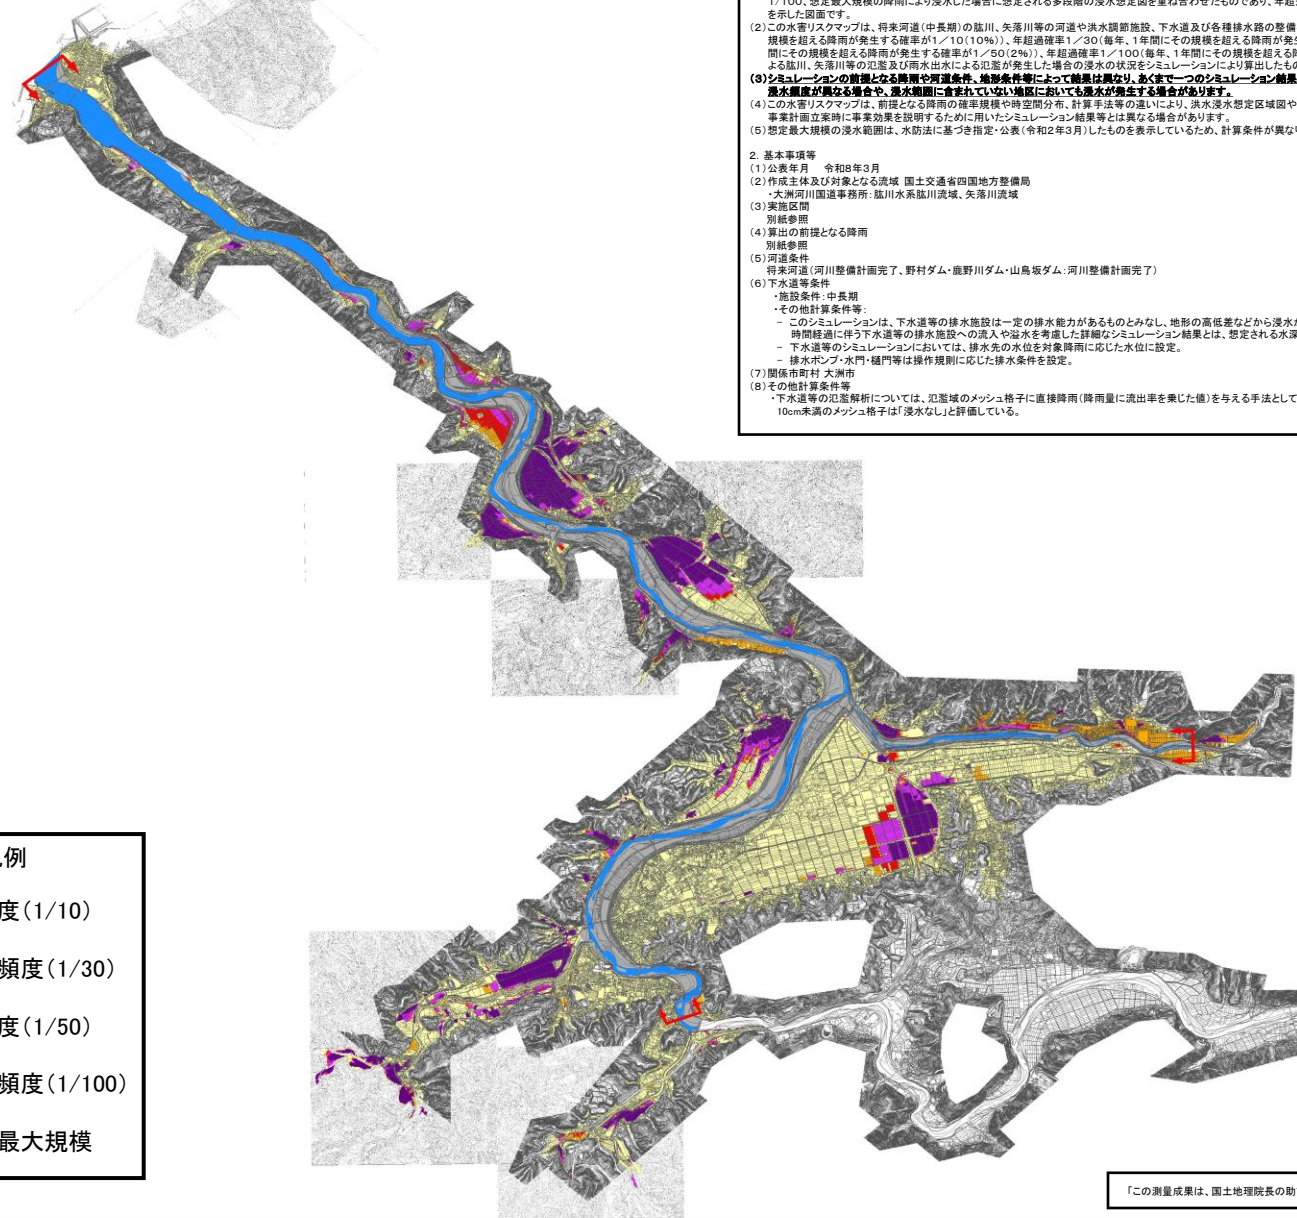 1/100、想定最大規模の降雨により浸水した場合に想定される多段階の浸水想定図を重ね合わせたものであり、年超
を示した図面です。
(2)この水害リスクマップは、将来河道(中長期)の肱川、矢落川等の河道や洪水調節施設、下水道及び各種排水路の整備
規模を超える降雨が発生する確率が1/10(10%))、年超過確率1/30(毎年、1年間にその規模を超える降雨が発生
間にその規模を超える降雨が発生する確率が1/50(2%))、年超過確率1/100(毎年、1年間にその規模を超える降
よる肱川、矢落川等の氾濫及び雨水出水による氾濫が発生した場合の浸水の状況をシミュレーションにより算出したもの
(3)シミュレーションの前提となる降雨や河道条件、地形条件等によって結果は異なり、あくまで一つのシミュレーション結果
浸水頻度が異なる場合や、浸水範囲に含まれていない地区においても浸水が発生する場合があります。
(4)この水害リスクマップは、前提となる降雨の確率規模や時空間分布、計算手法等の違いにより、洪水浸水想定区域図や
事業計画立案時に事業効果を説明するために用いたシミュレーション結果等とは異なる場合があります。
(5)想定最大規模の浸水範囲は、水防法に基づき指定・公表(令和2年3月)したものを表示しているため、計算条件が異な
2. 基本事項等
(1)公表年月 令和8年3月
(2)作成主体及び対象となる流域 国土交通省四国地方整備局
・大洲河川国道事務所:肱川水系肱川流域、矢落川流域
(3)実施区間
別紙参照
(4)算出の前提となる降雨
別紙参照
(5)河道条件
将来河道(河川整備計画完了、野村ダム・鹿野川ダム・山鳥坂ダム:河川整備計画完了)
(6)下水道等条件
・施設条件:中長期
・その他計算条件等:
- このシミュレーションは、下水道等の排水施設は一定の排水能力があるものとみなし、地形の高低差などから浸水が
時間経過に伴う下水道等の排水施設への流入や溢水を考慮した詳細なシミュレーション結果とは、想定される水深
- 下水道等のシミュレーションにおいては、排水先の水位を対象降雨に応じた水位に設定。
- 排水ポンプ・水門・樋門等は操作規則に応じた排水条件を設定。
(7)関係市町村 大洲市
(8)その他計算条件等
・下水道等の氾濫解析については、氾濫域のメッシュ格子に直接降雨(降雨量に流出率を乗じた値)を与える手法として
10cm未満のメッシュ格子は「浸水なし」と評価している。
例
度(1/10)
頻度(1/30)
度(1/50)
頻度(1/100)
最大規模
「この測量成果は、国土地理院長の助